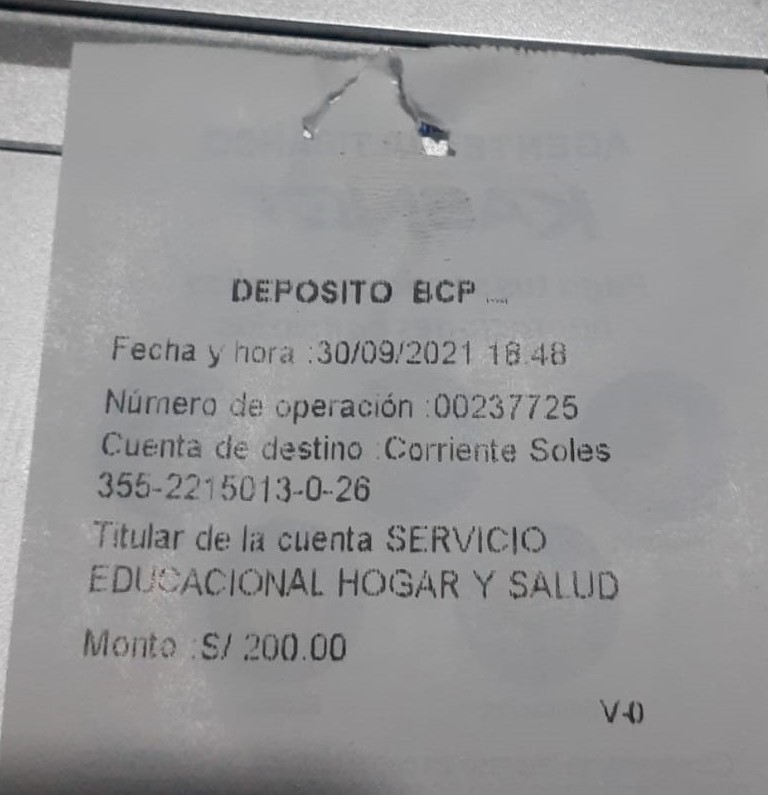 DEPOSITO BCP
Fecha y hora :30/09/2021 18:48
Número de operación :00237725
Cuenta de destino :Corriente Soles
355-2215013-0-26
Titular de la cuenta SERVICIO
EDUCACIONAL HOGAR Y SALUD
Monto :S/ 200.00
V-0